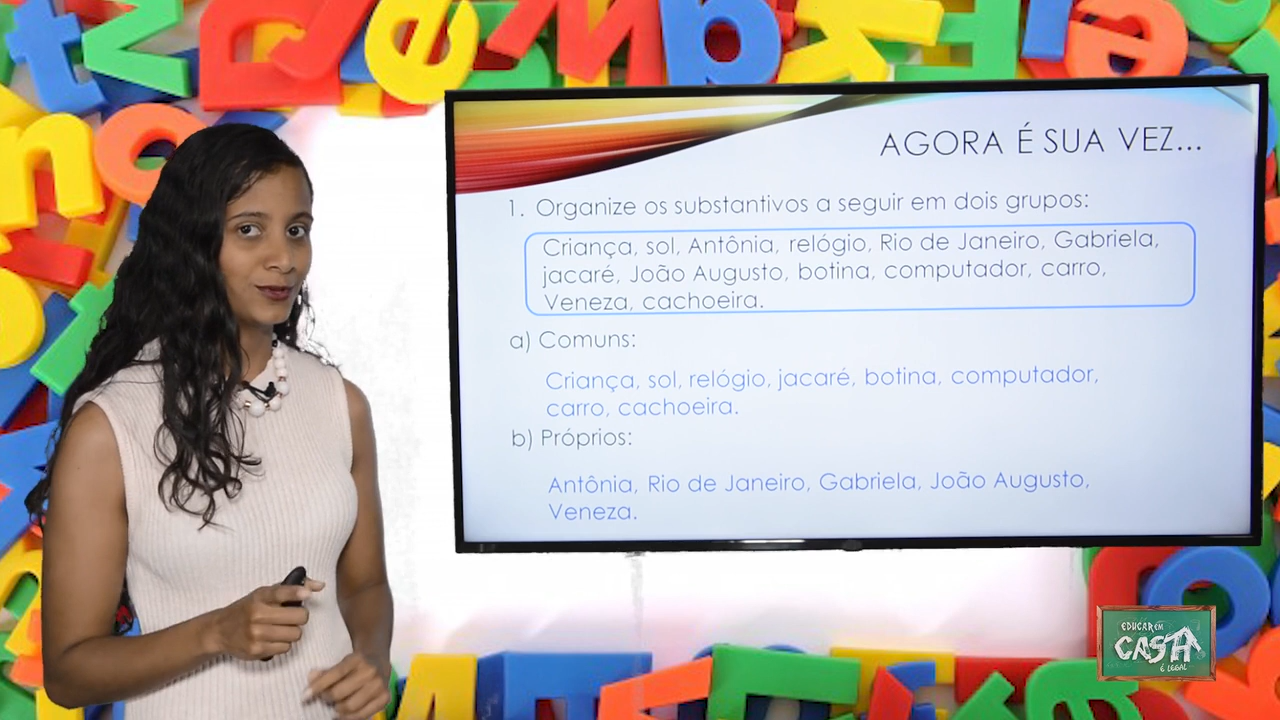 AGORA É SUA VEZ...
1. Organize os substantivos a seguir em dois grupos:
Criança, sol, Antônia, relógio, Rio de Janeiro, Gabriela,
jacaré, João Augusto, botina, computador, carro,
Veneza, cachoeira.
a) Comuns:
Criança, sol, relógio, jacaré, botina, computador,
carro, cachoeira.
b) Próprios:
Antônia, Rio de Janeiro, Gabriela, João Augusto,
Veneza.
EDUCAR EM
CASA
É LEGAL